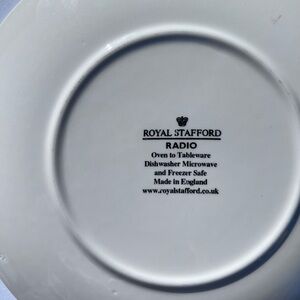 ROYAL STAFFORD
RADIO
Oven to Tableware
Dishwasher Microwave
and Freezer Safe
Made in England
www.royalstafford.co.uk